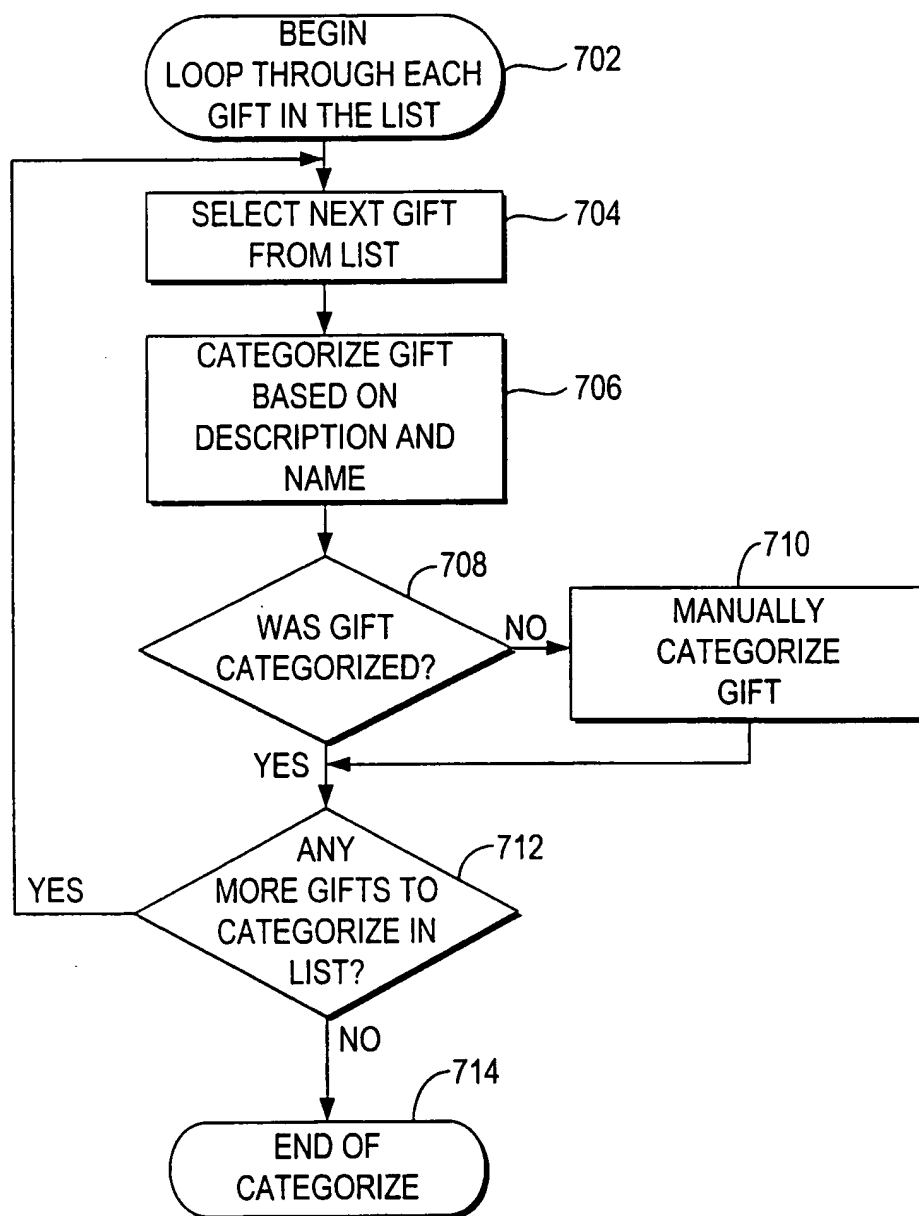 BEGIN
LOOP THROUGH EACH
GIFT IN THE LIST
702
SELECT NEXT GIFT
FROM LIST
704
CATEGORIZE GIFT
BASED ON
DESCRIPTION AND
NAME
706
708
WAS GIFT
CATEGORIZED?
NO
710
MANUALLY
CATEGORIZE
GIFT
YES
712
ANY
MORE GIFTS TO
CATEGORIZE IN
LIST?
YES
NO
714
END OF
CATEGORIZE